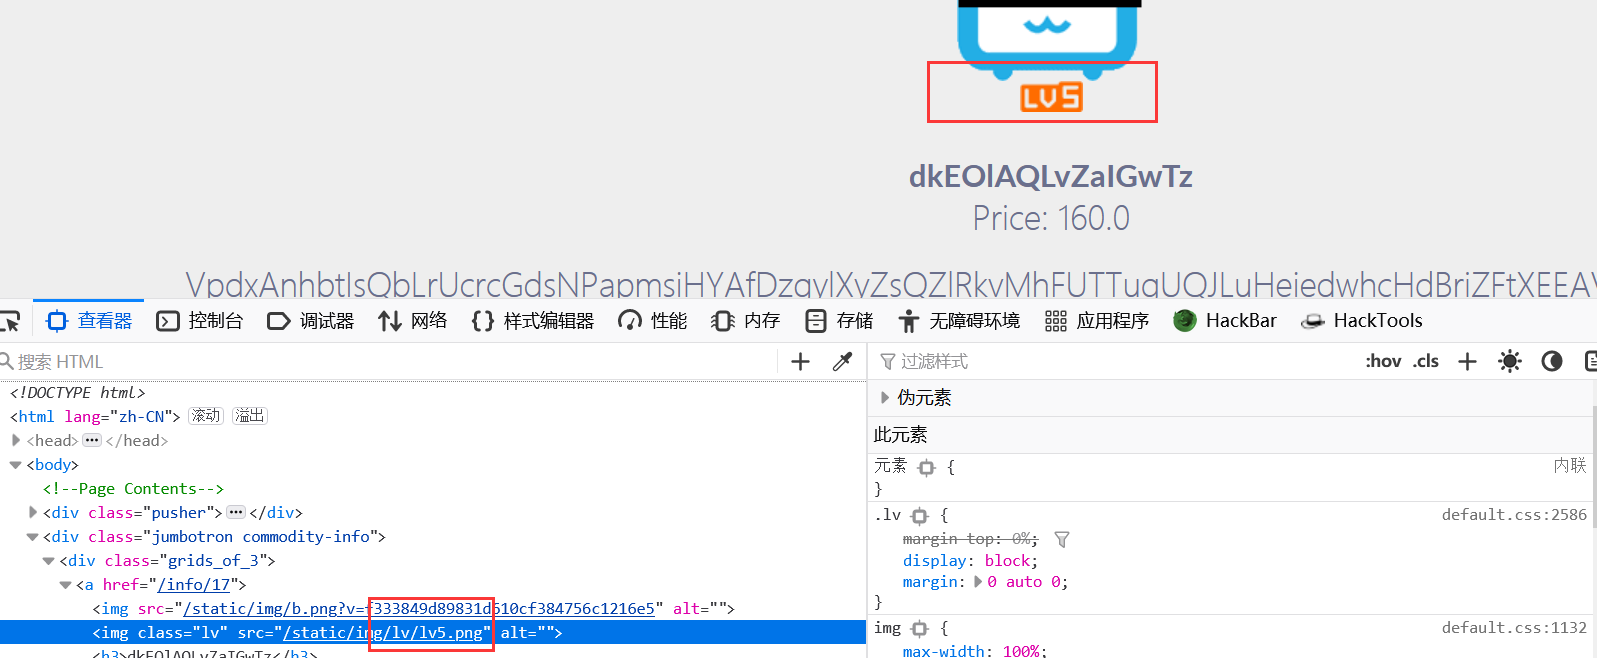 LV5
dkEOlAQLvZaIGwTz
Price: 160.0
VpdxAnhbtIsQbLrUcrcGdsNPapmsiHYAfDzqvlXvZsQZlRkvMhFUTTuqUQJLuHeiedwhcHdBriZFtXEEAV
查看器 控制台 调试器 网络 样式编辑器 性能 内存 存储 无障碍环境 应用程序 HackBar HackTools
搜索 HTML
过滤样式 :hov .cls
<!DOCTYPE html>
<html lang="zh-CN"> 滚动 溢出
<head> ••• </head>
<body>
<!--Page Contents-->
<div class="pusher"> ••• </div>
<div class="jumbotron commodity-info">
<div class="grids_of_3">
<a href="/info/17">
<img src="/static/img/b.png?v=f333849d89831d610cf384756c1216e5" alt="">
<img class="lv" src="/static/img/lv/lv5.png" alt="">
<h3>dkEOlAQLvZaIGwTz</h3>
伪元素
此元素
元素 { 内联
}
.lv { default.css:2586
margin-top: 0%;
display: block;
margin: 0 auto 0;
}
img { default.css:1132
max-width: 100%;